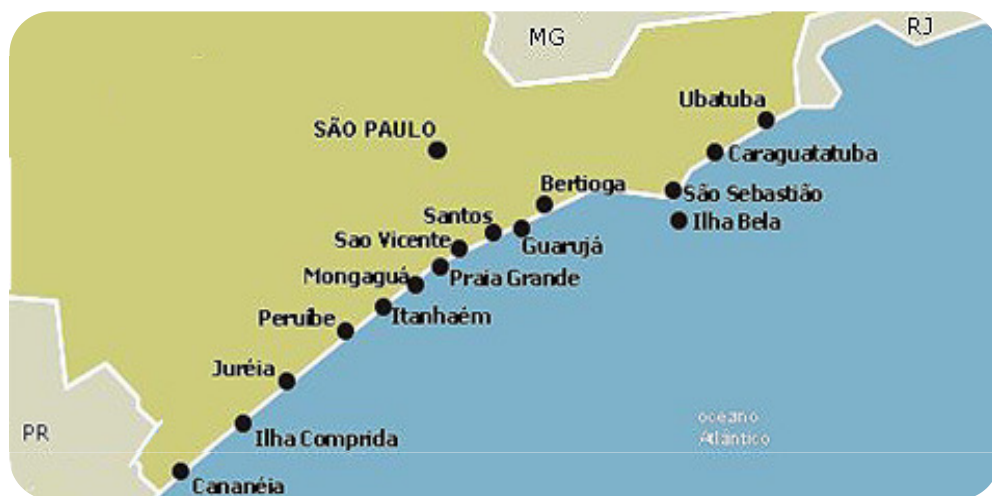 RJ
MG
Ubatuba
SÃO PAULO
Caraguatatuba
Bertioga
São Sebastião
Santos
Ilha Bela
Sao Vicente
Guarujá
Mongaguá
Praia Grande
Peruíbe
Itanhaém
Juréia
oceano
Atlântico
PR
Ilha Comprida
Cananéia